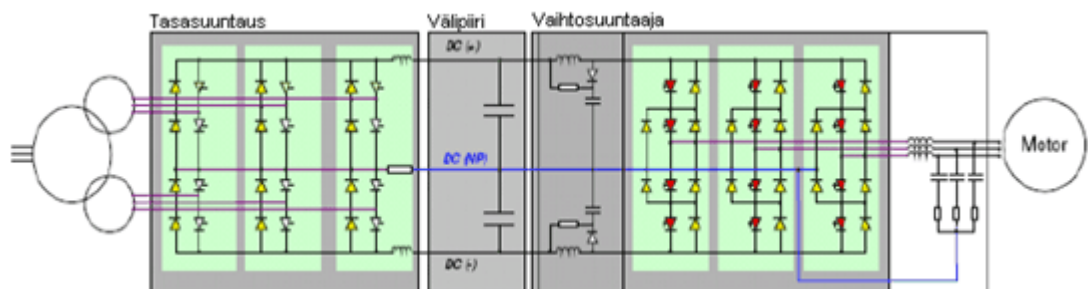 Tasasuuntaus
Välipiiri
Vaihtosuuntaaja
DC (+)
DC (NP)
DC (-)
Motor